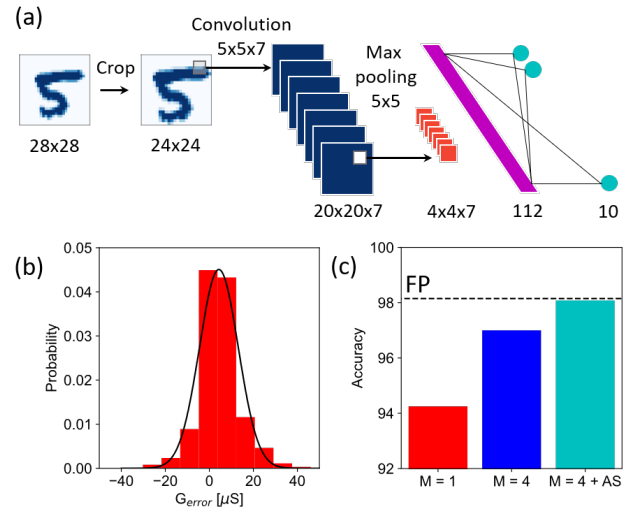 (a)
Convolution
5x5x7
Crop
Max
pooling
5x5
28x28
24x24
20x20x7
4x4x7
112
10
(b)
0.05
0.04
0.03
0.02
0.01
0.00
Probability
−40
−20
0
20
40
G_error [µS]
(c)
100
98
96
94
92
Accuracy
FP
M = 1
M = 4
M = 4 + AS